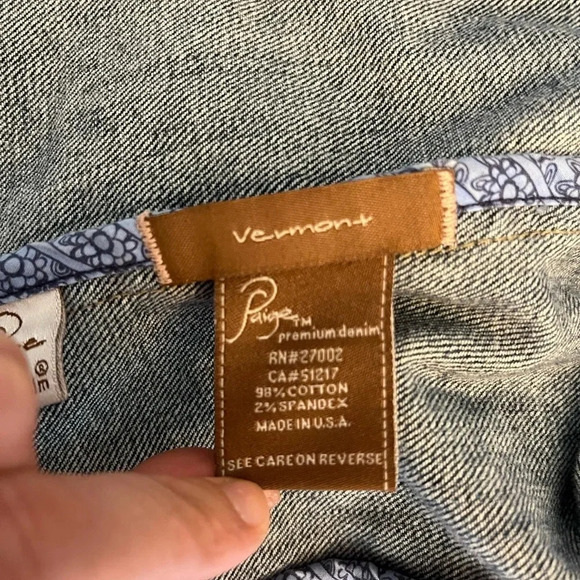 vermont
Paige™
premium denim
RN#27002
CA#51217
98% COTTON
2% SPANDEX
MADE IN U.S.A.
SEE CARE ON REVERSE